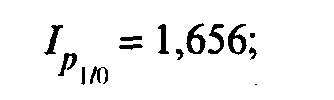 I_{p_{1/0}} = 1,656;